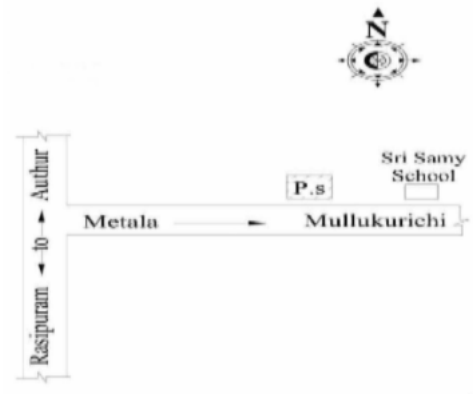 N
Sri Samy
School
P.s
Metala
Mullukurichi
Rasipuram to Authur